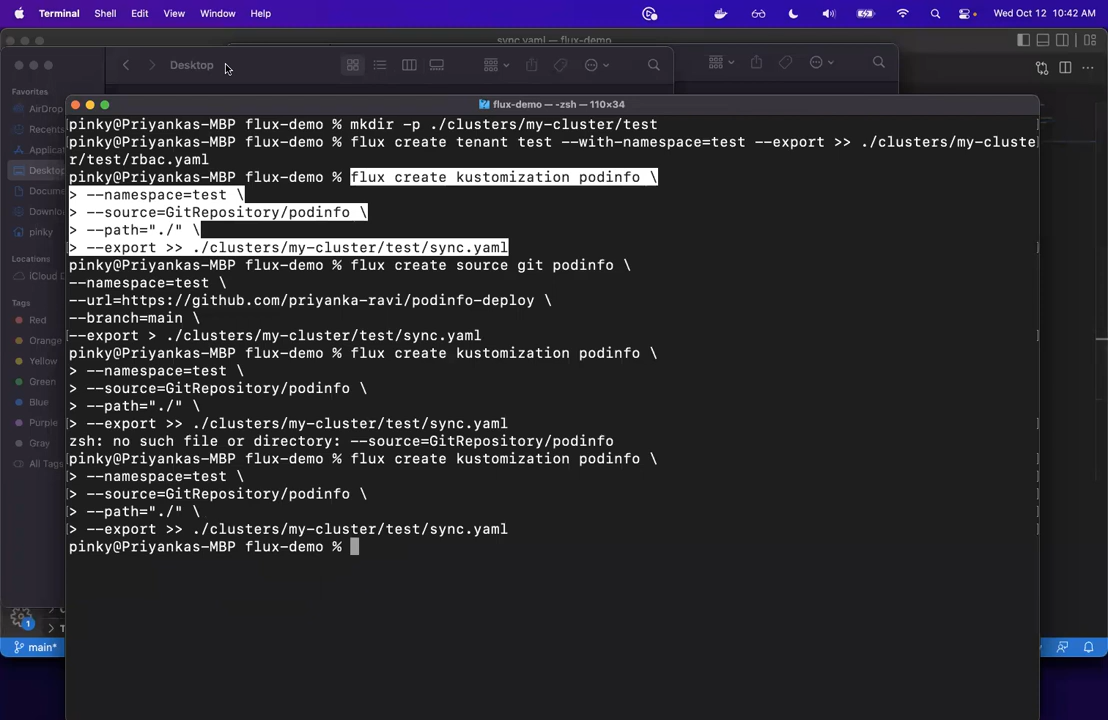 Terminal Shell Edit View Window Help Wed Oct 12 10:42 AM
sync.yaml — flux-demo
Desktop
Favorites
AirDrop
Recents
Applicat
Desktop
Docume
Downloa
pinky
Locations
iCloud D
Tags
Red
Orange
Yellow
Green
Blue
Purple
Gray
All Tags
flux-demo — -zsh — 110×34
pinky@Priyankas-MBP flux-demo % mkdir -p ./clusters/my-cluster/test
pinky@Priyankas-MBP flux-demo % flux create tenant test --with-namespace=test --export >> ./clusters/my-cluste
r/test/rbac.yaml
pinky@Priyankas-MBP flux-demo % flux create kustomization podinfo \
> --namespace=test \
> --source=GitRepository/podinfo \
> --path="./" \
> --export >> ./clusters/my-cluster/test/sync.yaml
pinky@Priyankas-MBP flux-demo % flux create source git podinfo \
--namespace=test \
--url=https://github.com/priyanka-ravi/podinfo-deploy \
--branch=main \
--export > ./clusters/my-cluster/test/sync.yaml
pinky@Priyankas-MBP flux-demo % flux create kustomization podinfo \
> --namespace=test \
> --source=GitRepository/podinfo \
> --path="./" \
> --export >> ./clusters/my-cluster/test/sync.yaml
zsh: no such file or directory: --source=GitRepository/podinfo
pinky@Priyankas-MBP flux-demo % flux create kustomization podinfo \
> --namespace=test \
> --source=GitRepository/podinfo \
> --path="./" \
> --export >> ./clusters/my-cluster/test/sync.yaml
pinky@Priyankas-MBP flux-demo %
1
main*